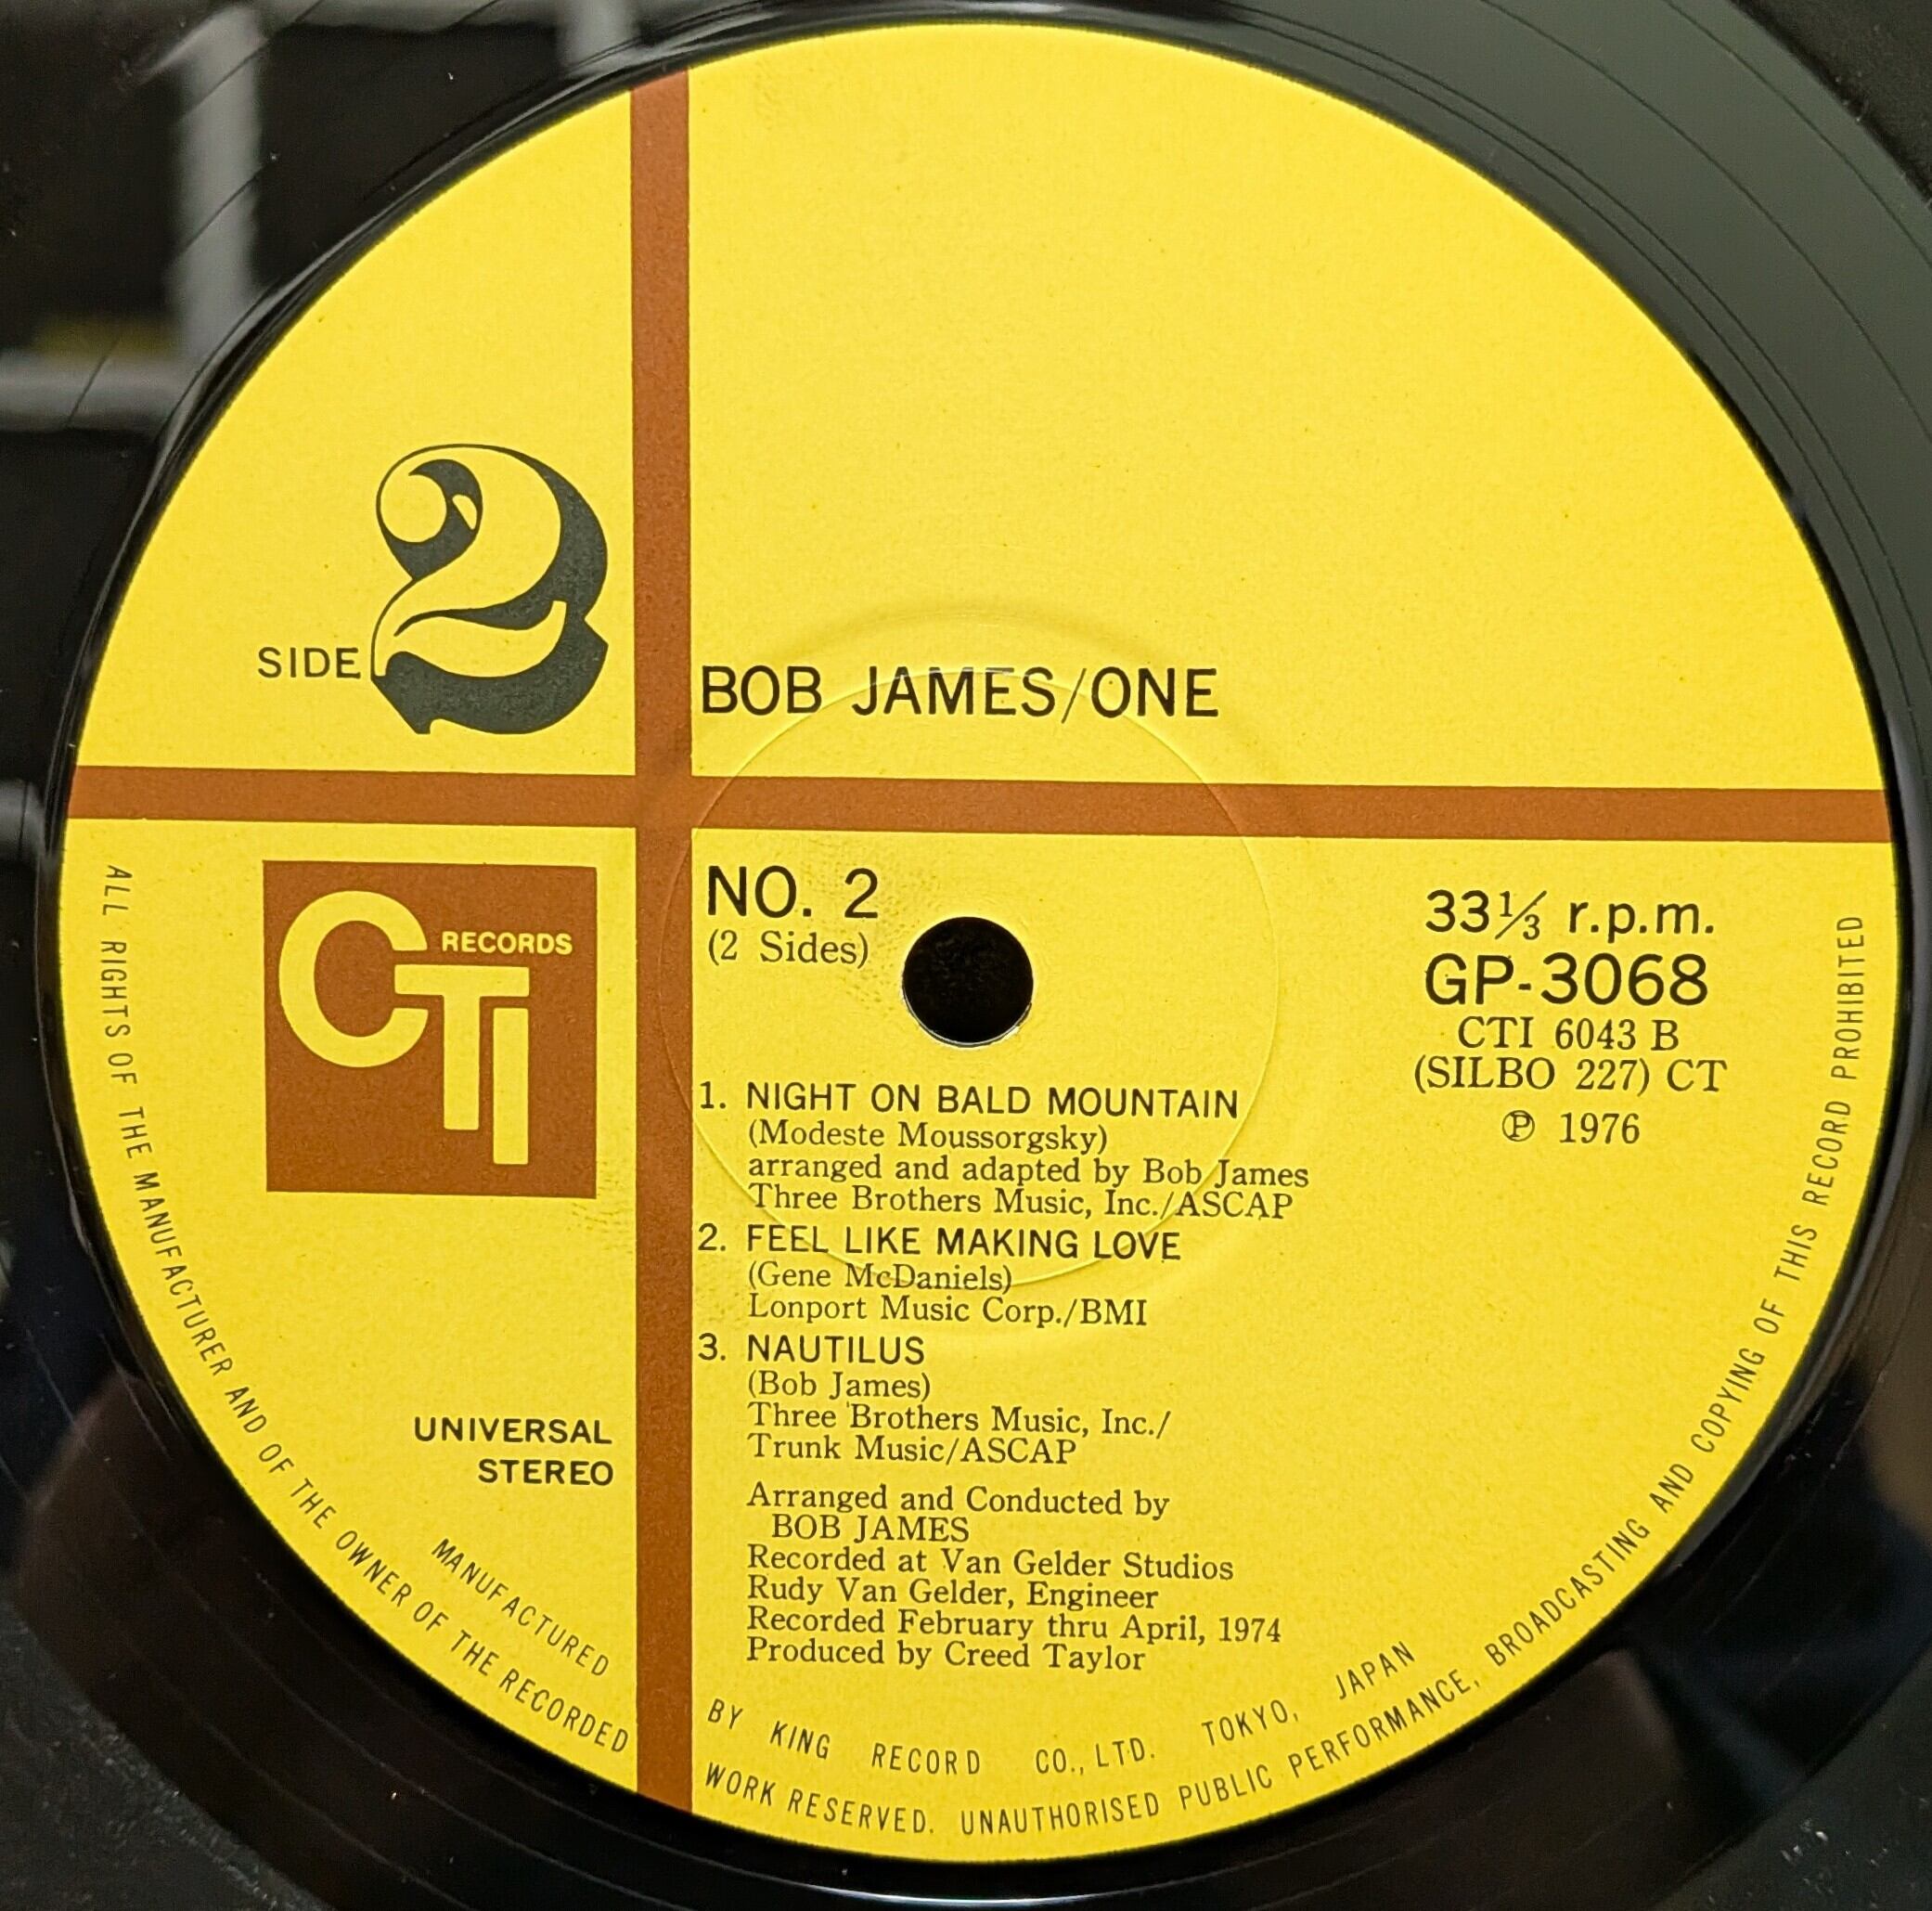 SIDE 2
BOB JAMES/ONE
CTI RECORDS
NO. 2
(2 Sides)
33⅓ r.p.m.
GP-3068
CTI 6043 B
(SILBO 227) CT
℗ 1976
1. NIGHT ON BALD MOUNTAIN
(Modeste Moussorgsky)
arranged and adapted by Bob James
Three Brothers Music, Inc./ASCAP
2. FEEL LIKE MAKING LOVE
(Gene McDaniels)
Lonport Music Corp./BMI
3. NAUTILUS
(Bob James)
Three Brothers Music, Inc./
Trunk Music/ASCAP
UNIVERSAL
STEREO
Arranged and Conducted by
BOB JAMES
Recorded at Van Gelder Studios
Rudy Van Gelder, Engineer
Recorded February thru April, 1974
Produced by Creed Taylor
MANUFACTURED BY KING RECORD CO., LTD. TOKYO, JAPAN
ALL RIGHTS OF THE MANUFACTURER AND OF THE OWNER OF THE RECORDED WORK RESERVED. UNAUTHORISED PUBLIC PERFORMANCE, BROADCASTING AND COPYING OF THIS RECORD PROHIBITED